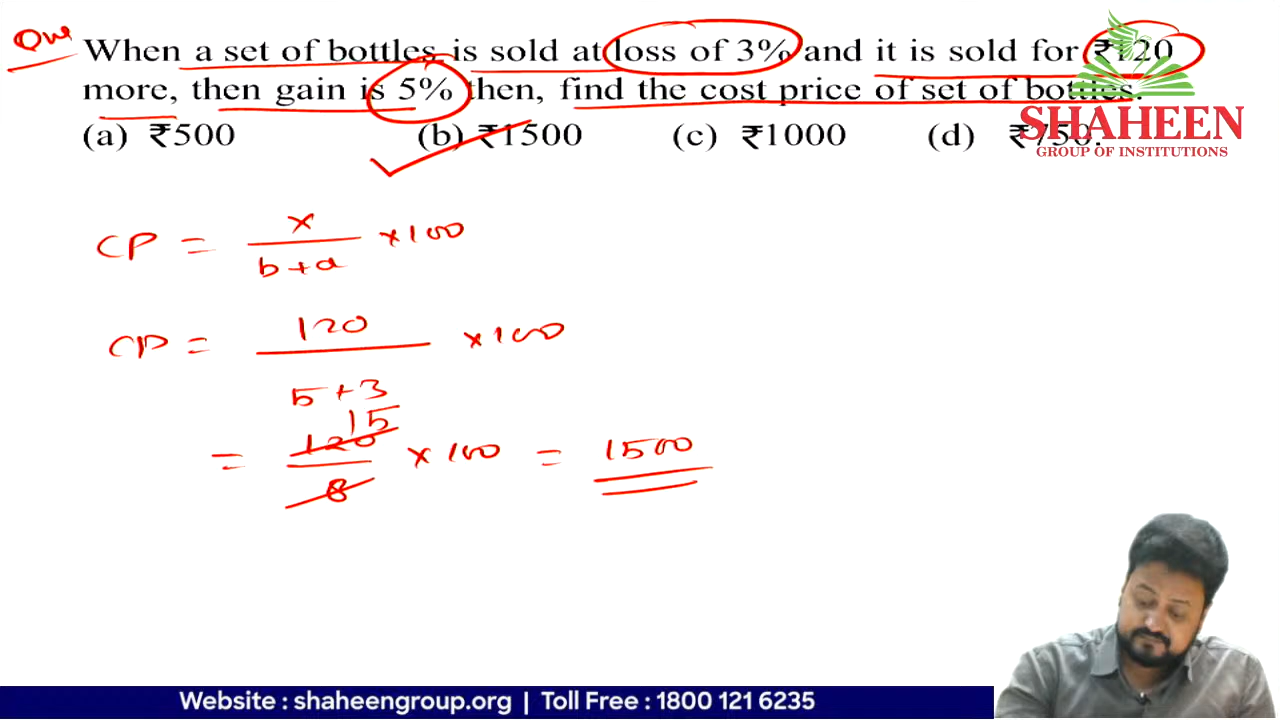 Que
When a set of bottles is sold at loss of 3% and it is sold for ₹120
more, then gain is 5% then, find the cost price of set of bottles.
(a) ₹500 (b) ₹1500 (c) ₹1000 (d) ₹750.
SHAHEEN
GROUP OF INSTITUTIONS
CP = x / b+a × 100
CP = 120 / 5+3 × 100
15
= 120 / 8 × 100 = 1500
Website : shaheengroup.org | Toll Free : 1800 121 6235